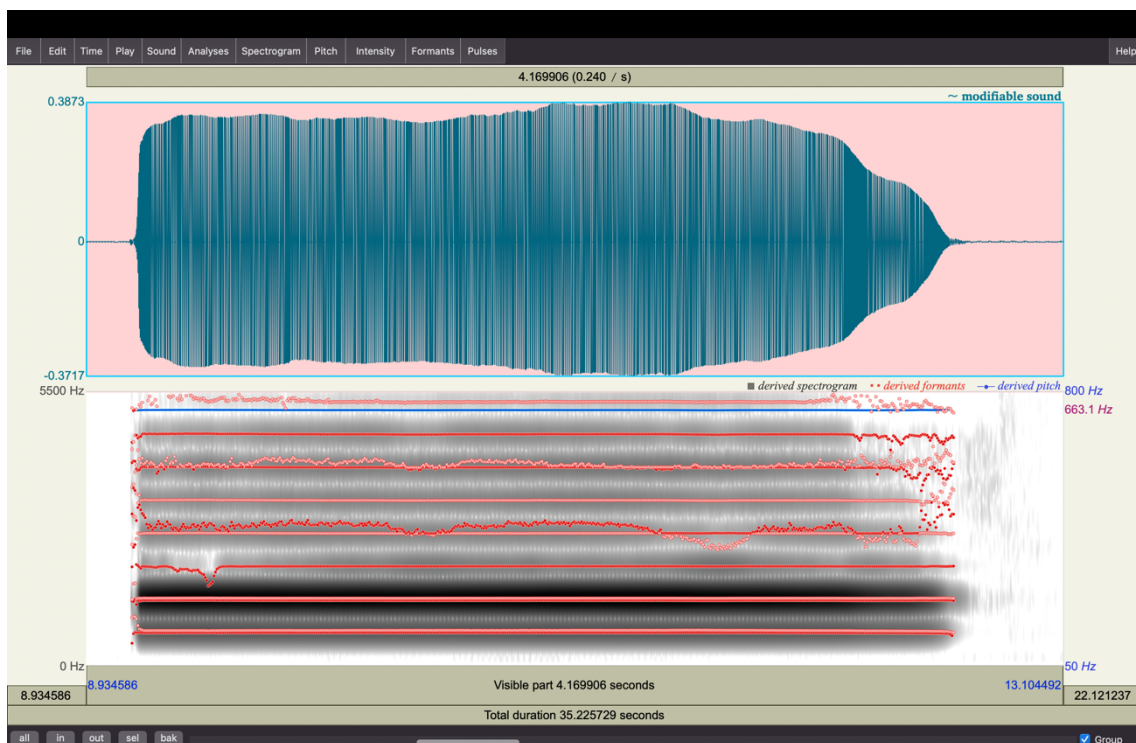 File Edit Time Play Sound Analyses Spectrogram Pitch Intensity Formants Pulses Help
4.169906 (0.240 / s)
0.3873
~ modifiable sound
0
-0.3717
5500 Hz
derived spectrogram derived formants derived pitch
800 Hz
663.1 Hz
0 Hz
50 Hz
8.934586
8.934586
Visible part 4.169906 seconds
13.104492
22.121237
Total duration 35.225729 seconds
all in out sel bak Group